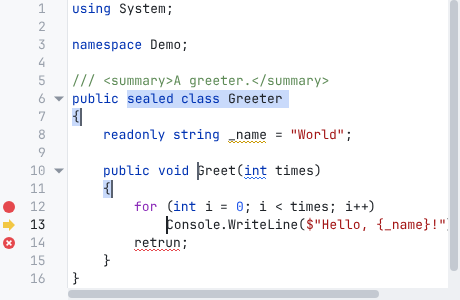 1 using System;
2
3 namespace Demo;
4
5 /// <summary>A greeter.</summary>
6 public sealed class Greeter
7 {
8 readonly string _name = "World";
9
10 public void Greet(int times)
11 {
12 for (int i = 0; i < times; i++)
13 Console.WriteLine($"Hello, {_name}!")
14 retrun;
15 }
16 }